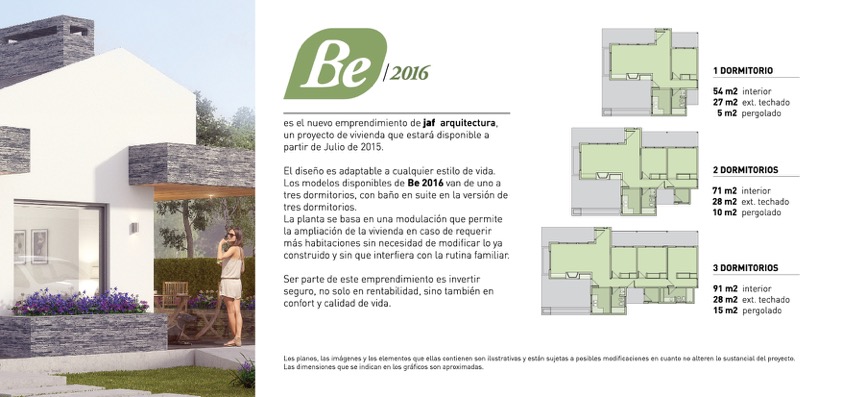 Be /2016
es el nuevo emprendimiento de jaf arquitectura,
un proyecto de vivienda que estará disponible a
partir de Julio de 2015.
El diseño es adaptable a cualquier estilo de vida.
Los modelos disponibles de Be 2016 van de uno a
tres dormitorios, con baño en suite en la versión de
tres dormitorios.
La planta se basa en una modulación que permite
la ampliación de la vivienda en caso de requerir
más habitaciones sin necesidad de modificar lo ya
construido y sin que interfiera con la rutina familiar.
Ser parte de este emprendimiento es invertir
seguro, no solo en rentabilidad, sino también en
confort y calidad de vida.
1 DORMITORIO
54 m2 interior
27 m2 ext. techado
5 m2 pergolado
2 DORMITORIOS
71 m2 interior
28 m2 ext. techado
10 m2 pergolado
3 DORMITORIOS
91 m2 interior
28 m2 ext. techado
15 m2 pergolado
Los planos, las imágenes y los elementos que ellas contienen son ilustrativas y están sujetas a posibles modificaciones en cuanto no alteren lo sustancial del proyecto.
Las dimensiones que se indican en los gráficos son aproximadas.